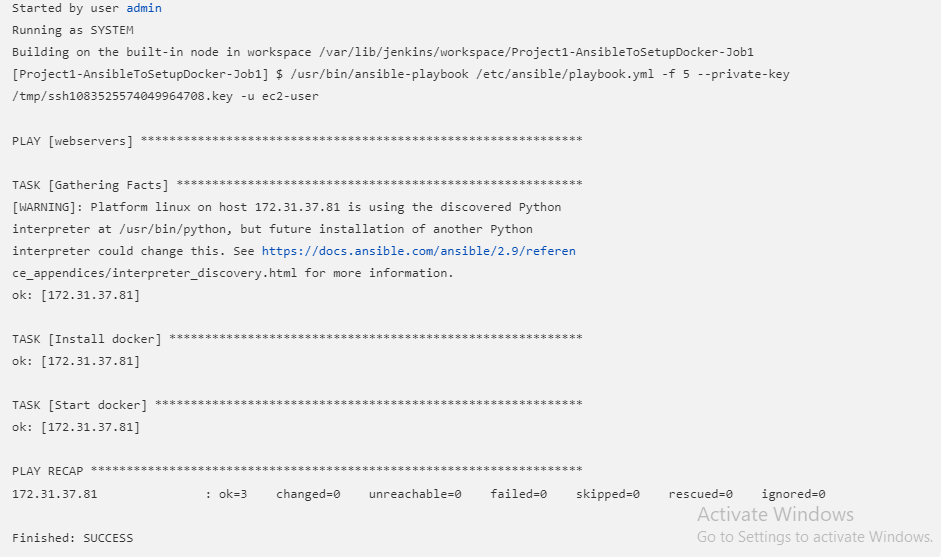 Started by user admin
Running as SYSTEM
Building on the built-in node in workspace /var/lib/jenkins/workspace/Project1-AnsibleToSetupDocker-Job1
[Project1-AnsibleToSetupDocker-Job1] $ /usr/bin/ansible-playbook /etc/ansible/playbook.yml -f 5 --private-key
/tmp/ssh1083525574049964708.key -u ec2-user
PLAY [webservers] **************************************************************
TASK [Gathering Facts] *********************************************************
[WARNING]: Platform linux on host 172.31.37.81 is using the discovered Python
interpreter at /usr/bin/python, but future installation of another Python
interpreter could change this. See https://docs.ansible.com/ansible/2.9/referen
ce_appendices/interpreter_discovery.html for more information.
ok: [172.31.37.81]
TASK [Install docker] **********************************************************
ok: [172.31.37.81]
TASK [Start docker] ************************************************************
ok: [172.31.37.81]
PLAY RECAP *********************************************************************
172.31.37.81               : ok=3    changed=0    unreachable=0    failed=0    skipped=0    rescued=0    ignored=0
Activate Windows
Go to Settings to activate Windows.
Finished: SUCCESS